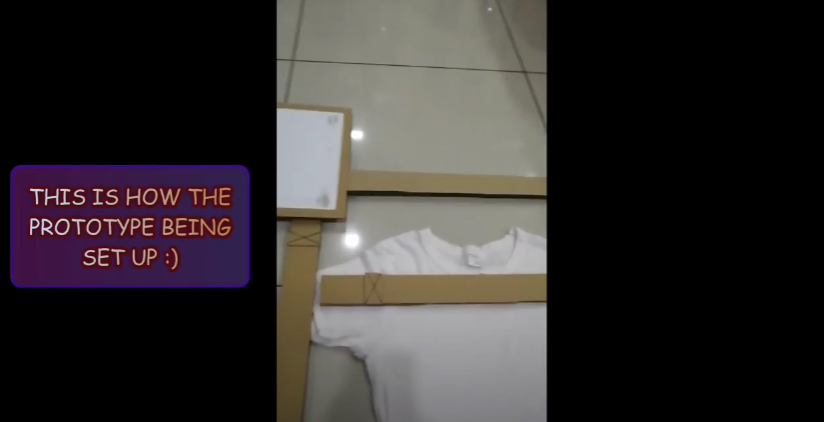 THIS IS HOW THE
PROTOTYPE BEING
SET UP :)